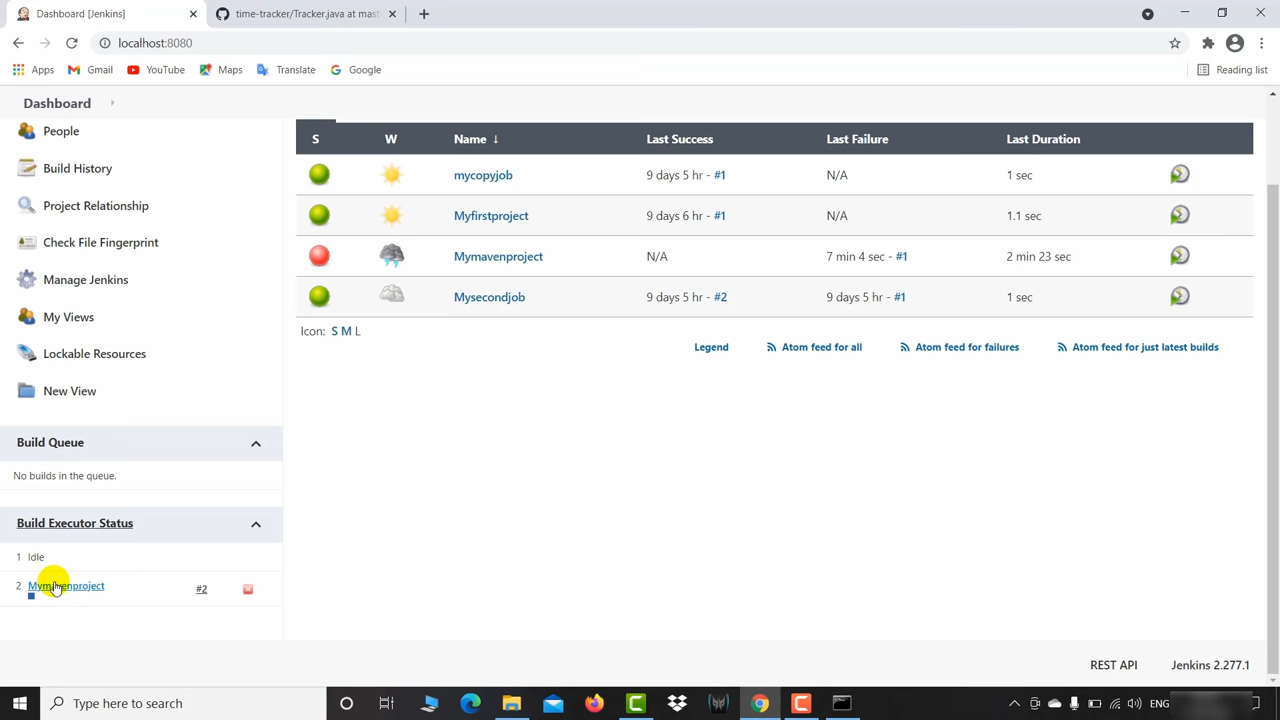 Dashboard [Jenkins]
time-tracker/Tracker.java at mast
localhost:8080
Apps Gmail YouTube Maps Translate Google Reading list
Dashboard
People
Build History
Project Relationship
Check File Fingerprint
Manage Jenkins
My Views
Lockable Resources
New View
Build Queue
No builds in the queue.
Build Executor Status
1 Idle
2 Mymavenproject #2
S W Name ↓ Last Success Last Failure Last Duration
mycopyjob 9 days 5 hr - #1 N/A 1 sec
Myfirstproject 9 days 6 hr - #1 N/A 1.1 sec
Mymavenproject N/A 7 min 4 sec - #1 2 min 23 sec
Mysecondjob 9 days 5 hr - #2 9 days 5 hr - #1 1 sec
Icon: S M L
Legend Atom feed for all Atom feed for failures Atom feed for just latest builds
REST API Jenkins 2.277.1
Type here to search
ENG